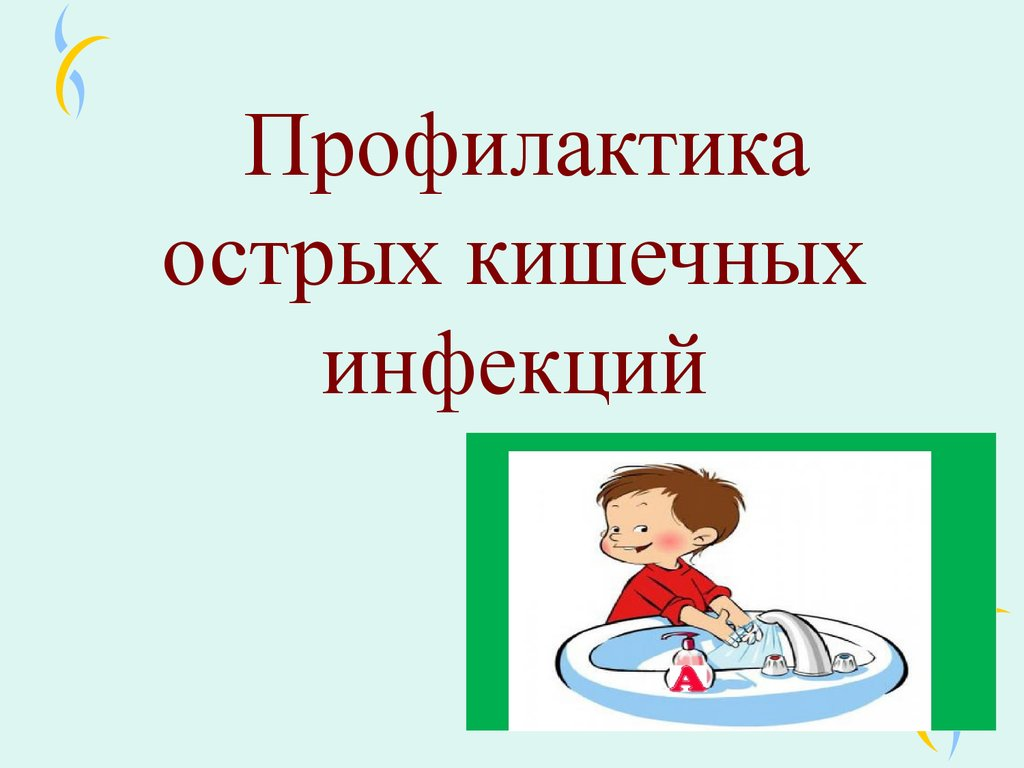 Профилактика
острых кишечных
инфекций
A